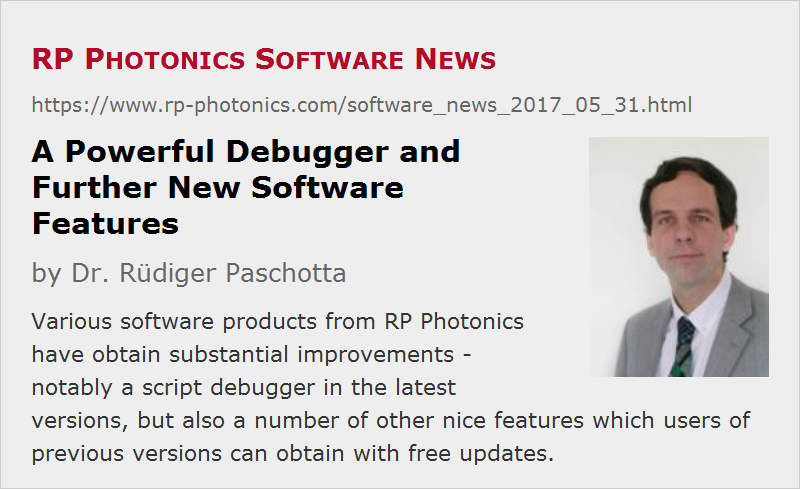 RP PHOTONICS SOFTWARE NEWS
https://www.rp-photonics.com/software_news_2017_05_31.html
A Powerful Debugger and
Further New Software
Features
by Dr. Rüdiger Paschotta
Various software products from RP Photonics
have obtain substantial improvements -
notably a script debugger in the latest
versions, but also a number of other nice features which users of
previous versions can obtain with free updates.